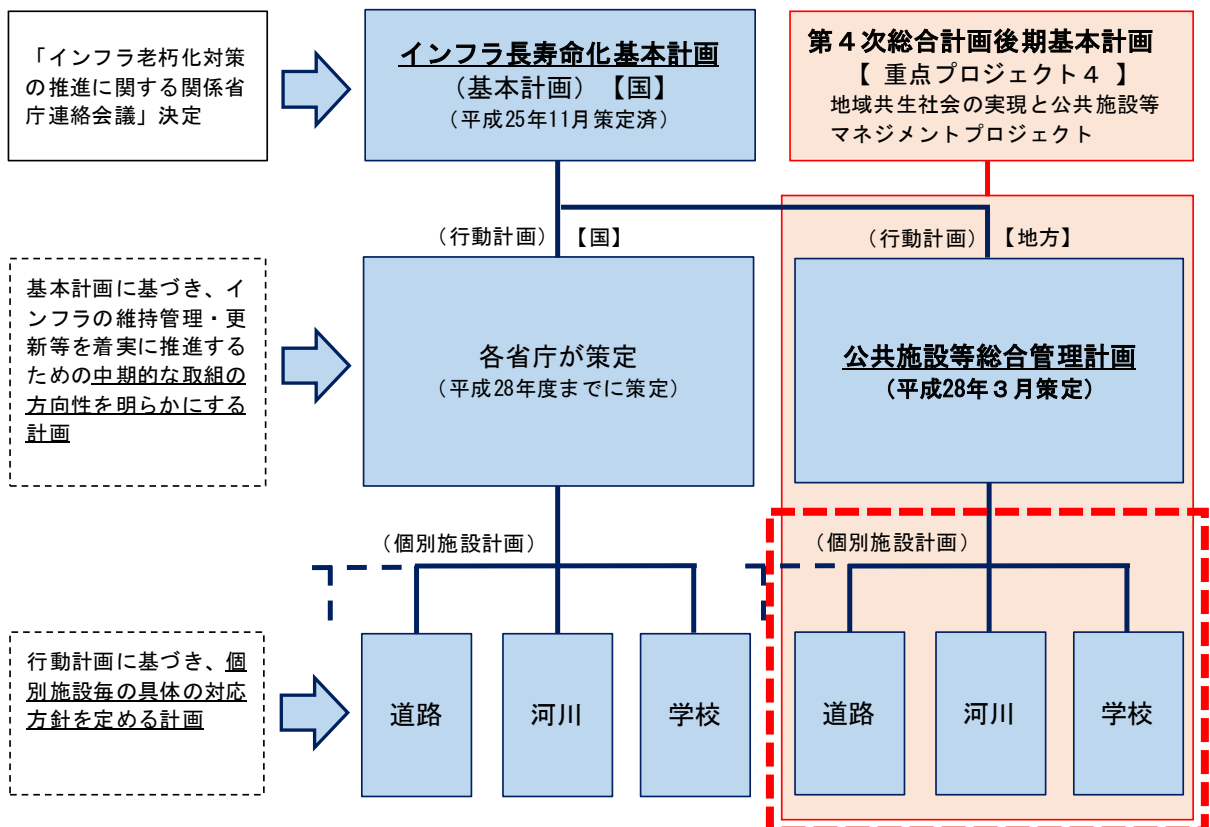 「インフラ老朽化対策
の推進に関する関係省
庁連絡会議」決定
インフラ長寿命化基本計画
（基本計画）【国】
（平成25年11月策定済）
第４次総合計画後期基本計画
【 重点プロジェクト４ 】
地域共生社会の実現と公共施設等
マネジメントプロジェクト
（行動計画）【国】
（行動計画）【地方】
基本計画に基づき、イ
ンフラの維持管理・更
新等を着実に推進する
ための中期的な取組の
方向性を明らかにする
計画
各省庁が策定
（平成28年度までに策定）
公共施設等総合管理計画
（平成28年３月策定）
（個別施設計画）
（個別施設計画）
行動計画に基づき、個
別施設毎の具体の対応
方針を定める計画
道路
河川
学校
道路
河川
学校